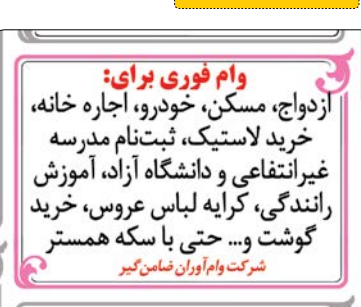 وام فوری برای:
ازدواج، مسکن، خودرو، اجاره خانه،
خرید لاستیک، ثبت‌نام مدرسه
غیرانتفاعی و دانشگاه آزاد، آموزش
رانندگی، کرایه لباس عروس، خرید
گوشت و... حتی با سکه همستر
شرکت وام‌آوران ضامن‌گیر